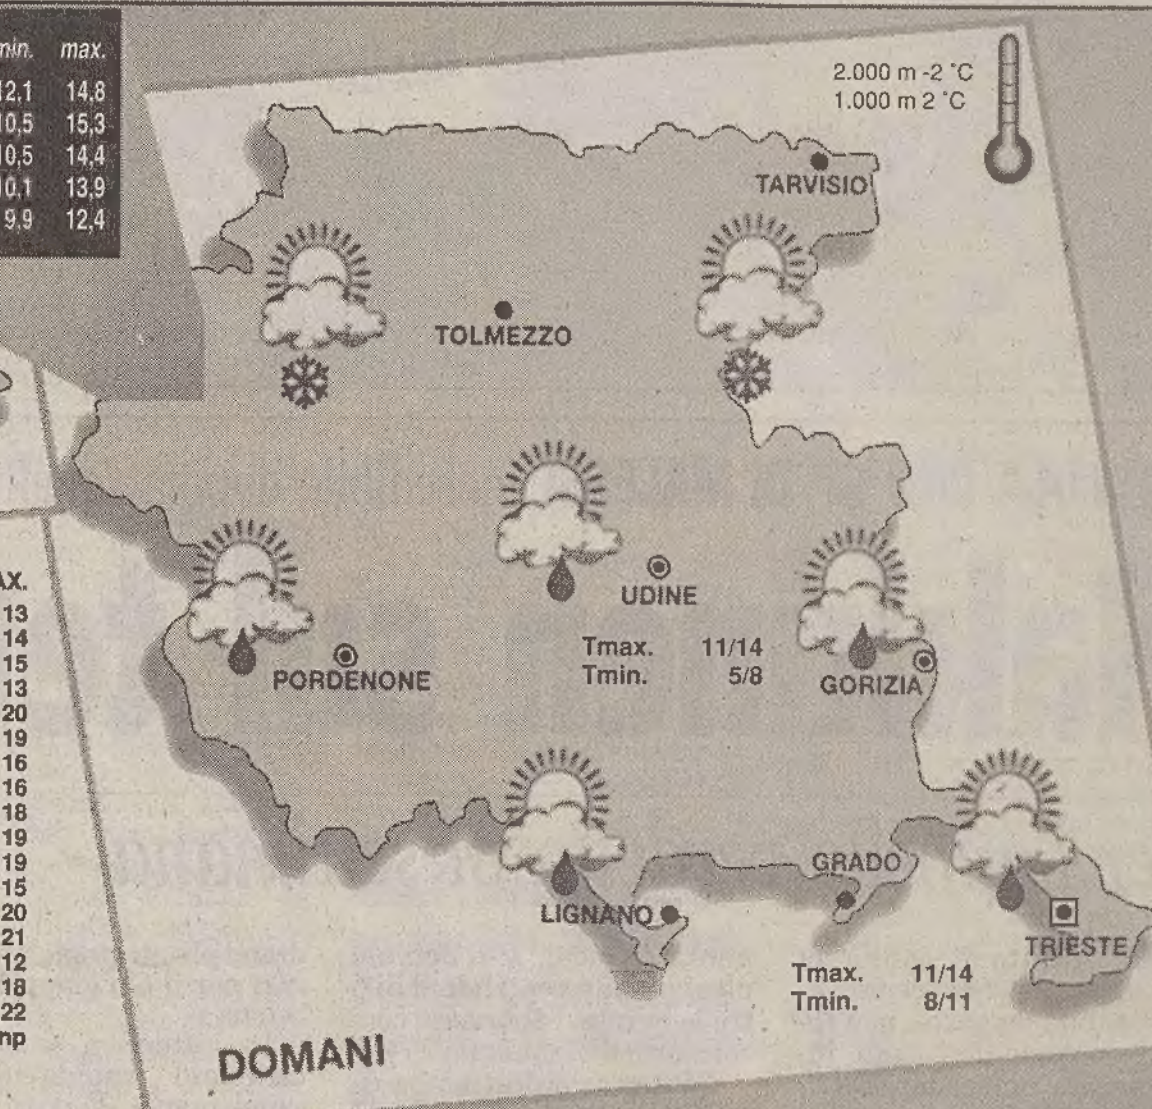 min. max.
12,1 14,8
10,5 15,3
10,5 14,4
10,1 13,9
9,9 12,4
2.000 m -2 °C
1.000 m 2 °C
TARVISIO
TOLMEZZO
UDINE
Tmax. 11/14
Tmin. 5/8
PORDENONE
GORIZIA
AX.
13
14
15
13
20
19
16
16
18
19
19
15
20
21
12
18
22
np
GRADO
LIGNANO
TRIESTE
Tmax. 11/14
Tmin. 8/11
DOMANI